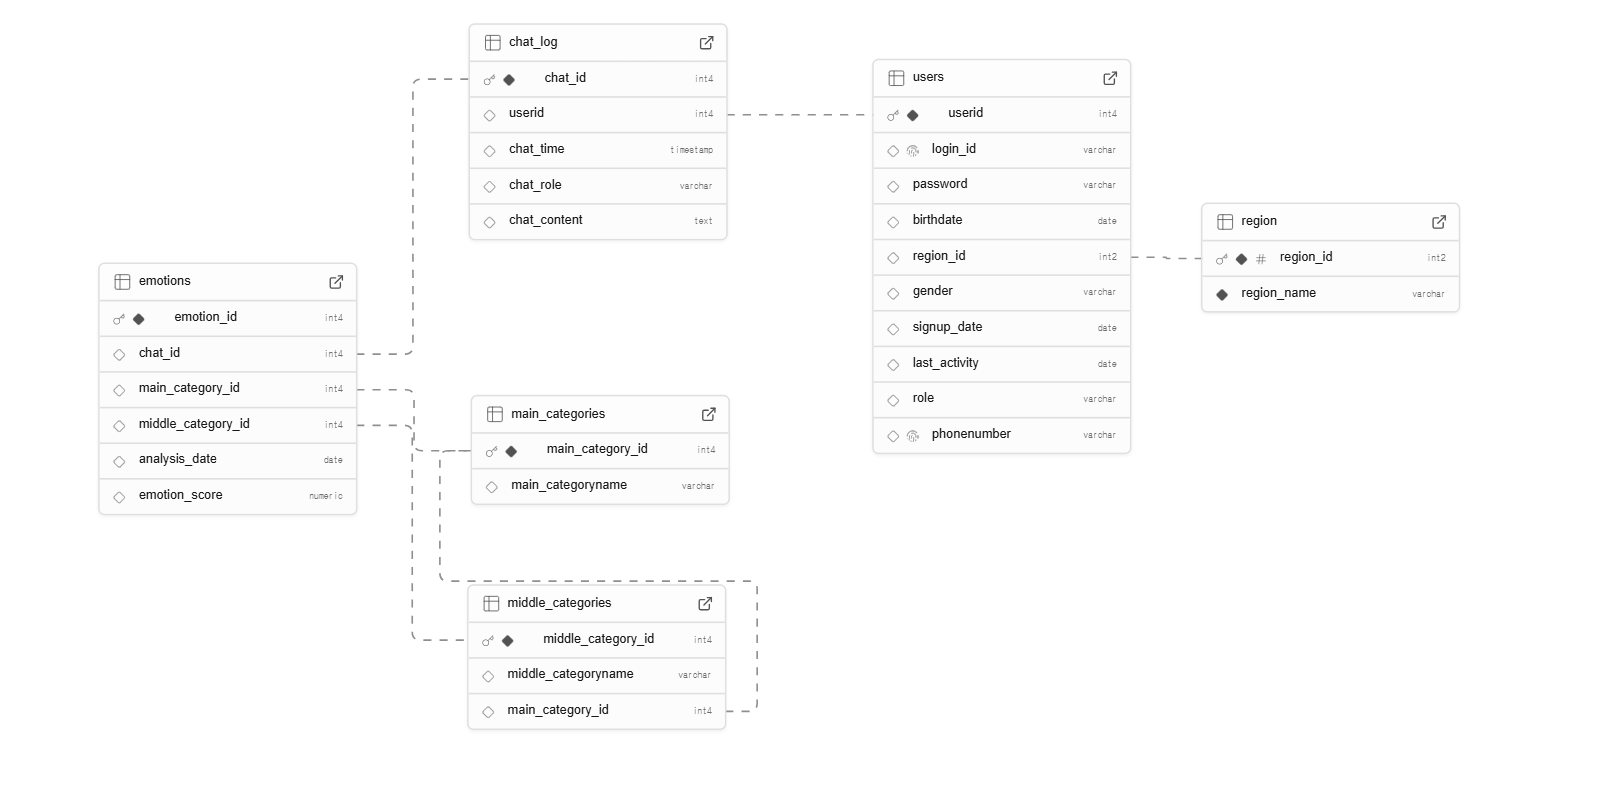 chat_log
chat_id int4
userid int4
chat_time timestamp
chat_role varchar
chat_content text
users
userid int4
login_id varchar
password varchar
birthdate date
region_id int2
gender varchar
signup_date date
last_activity date
role varchar
phonenumber varchar
region
# region_id int2
region_name varchar
emotions
emotion_id int4
chat_id int4
main_category_id int4
middle_category_id int4
analysis_date date
emotion_score numeric
main_categories
main_category_id int4
main_categoryname varchar
middle_categories
middle_category_id int4
middle_categoryname varchar
main_category_id int4